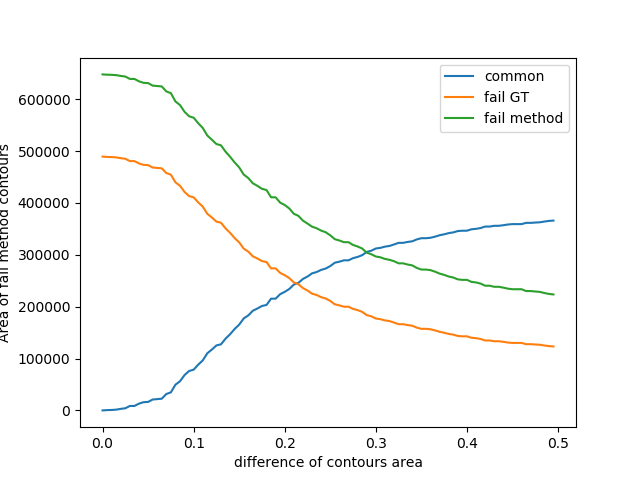 common
fail GT
fail method
Area of fail method contours
600000
500000
400000
300000
200000
100000
0
0.0 0.1 0.2 0.3 0.4 0.5
difference of contours area